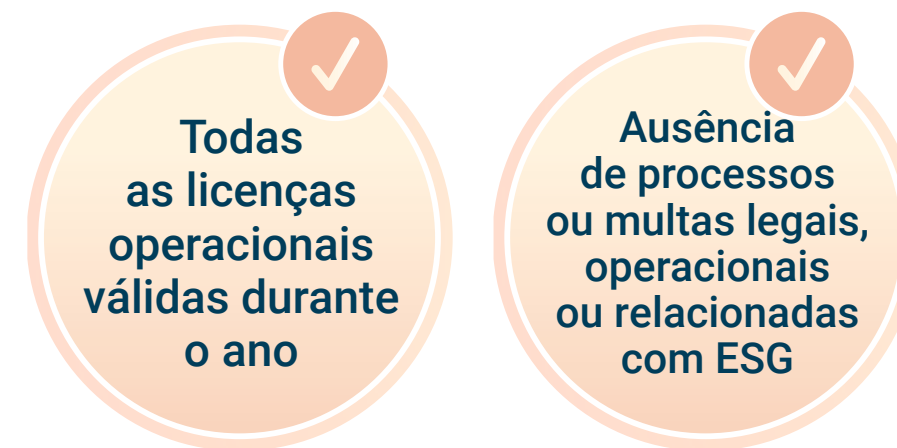 Todas
as licenças
operacionais
válidas durante
o ano
Ausência
de processos
ou multas legais,
operacionais
ou relacionadas
com ESG